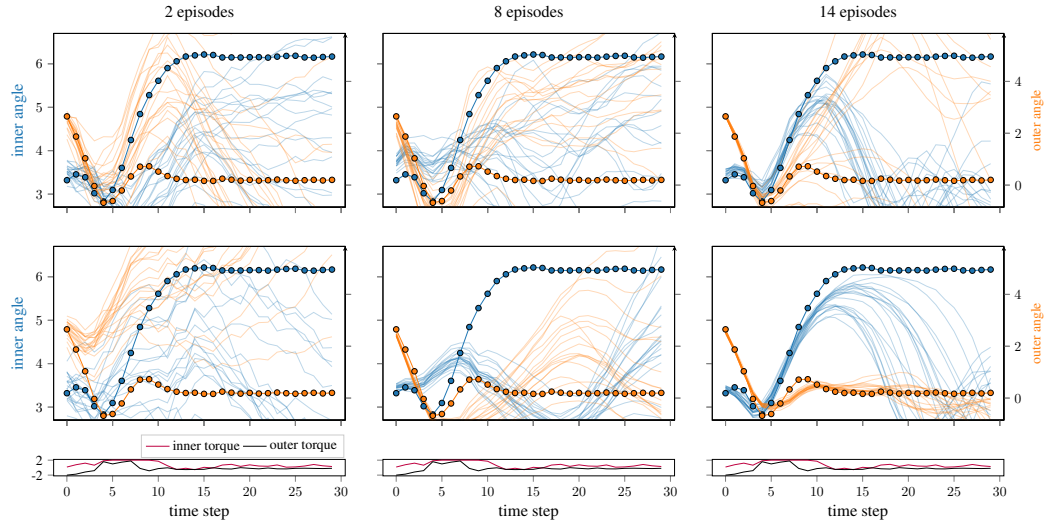 2 episodes 8 episodes 14 episodes
6
5
4
3
inner angle
4
2
0
outer angle
6
5
4
3
inner angle
4
2
0
outer angle
inner torque outer torque
2
-2
0 5 10 15 20 25 30 0 5 10 15 20 25 30 0 5 10 15 20 25 30
time step time step time step